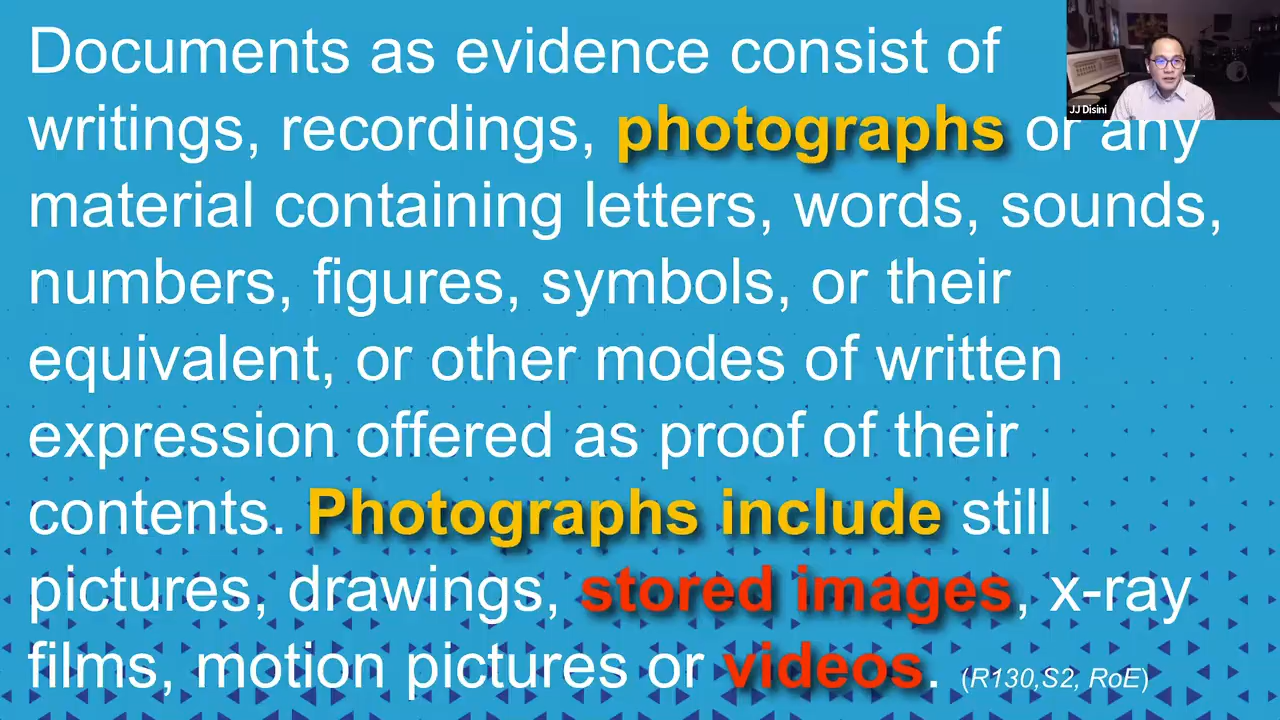 Documents as evidence consist of
writings, recordings, photographs or any
material containing letters, words, sounds,
numbers, figures, symbols, or their
equivalent, or other modes of written
expression offered as proof of their
contents. Photographs include still
pictures, drawings, stored images, x-ray
films, motion pictures or videos. (R130,S2, RoE)
JJ Disini